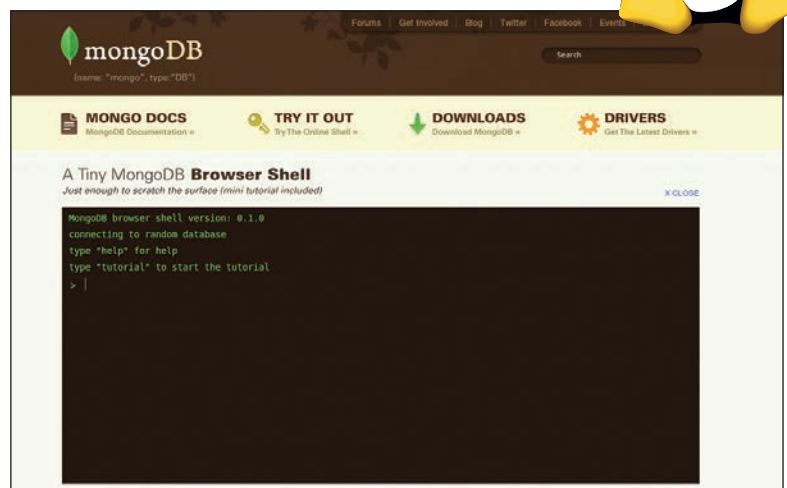 Forums Get Involved Blog Twitter Facebook Events
mongoDB
{name: "mongo", type:"DB"}
Search
MONGO DOCS
MongoDB Documentation »
TRY IT OUT
Try The Online Shell »
DOWNLOADS
Download MongoDB »
DRIVERS
Get The Latest Drivers »
A Tiny MongoDB Browser Shell
Just enough to scratch the surface (mini tutorial included)
X CLOSE
MongoDB browser shell version: 0.1.0
connecting to random database
type "help" for help
type "tutorial" to start the tutorial
>